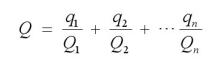 Q = q₁/Q₁ + q₂/Q₂ + ⋯ qₙ/Qₙ